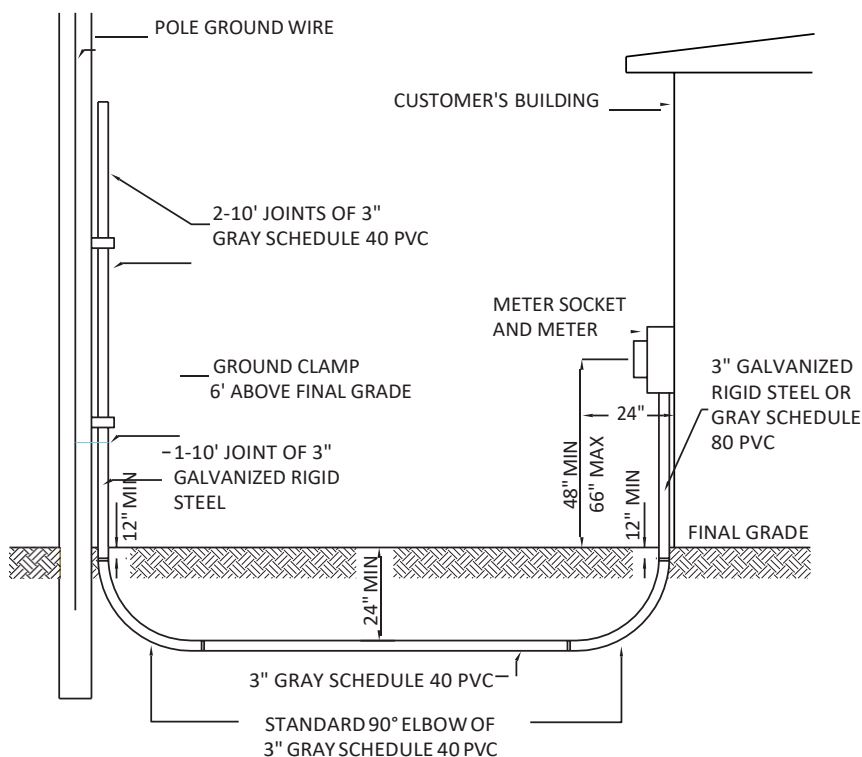 POLE GROUND WIRE
CUSTOMER'S BUILDING
2-10' JOINTS OF 3"
GRAY SCHEDULE 40 PVC
METER SOCKET
AND METER
GROUND CLAMP
6' ABOVE FINAL GRADE
3" GALVANIZED
RIGID STEEL OR
GRAY SCHEDULE
80 PVC
24"
1-10' JOINT OF 3"
GALVANIZED RIGID
STEEL
12" MIN
48" MIN
66" MAX
12" MIN
FINAL GRADE
24" MIN
3" GRAY SCHEDULE 40 PVC
STANDARD 90° ELBOW OF
3" GRAY SCHEDULE 40 PVC